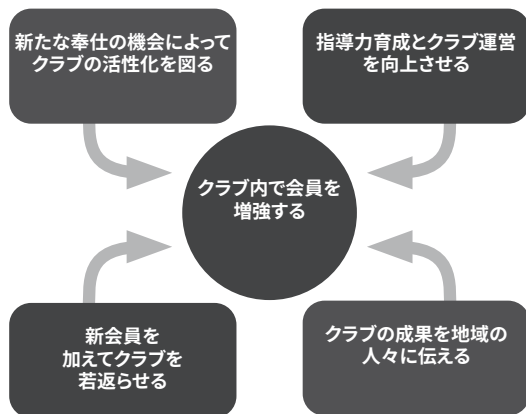 新たな奉仕の機会によって
クラブの活性化を図る
指導力育成とクラブ運営
を向上させる
クラブ内で会員を
増強する
新会員を
加えてクラブを
若返らせる
クラブの成果を地域の
人々に伝える